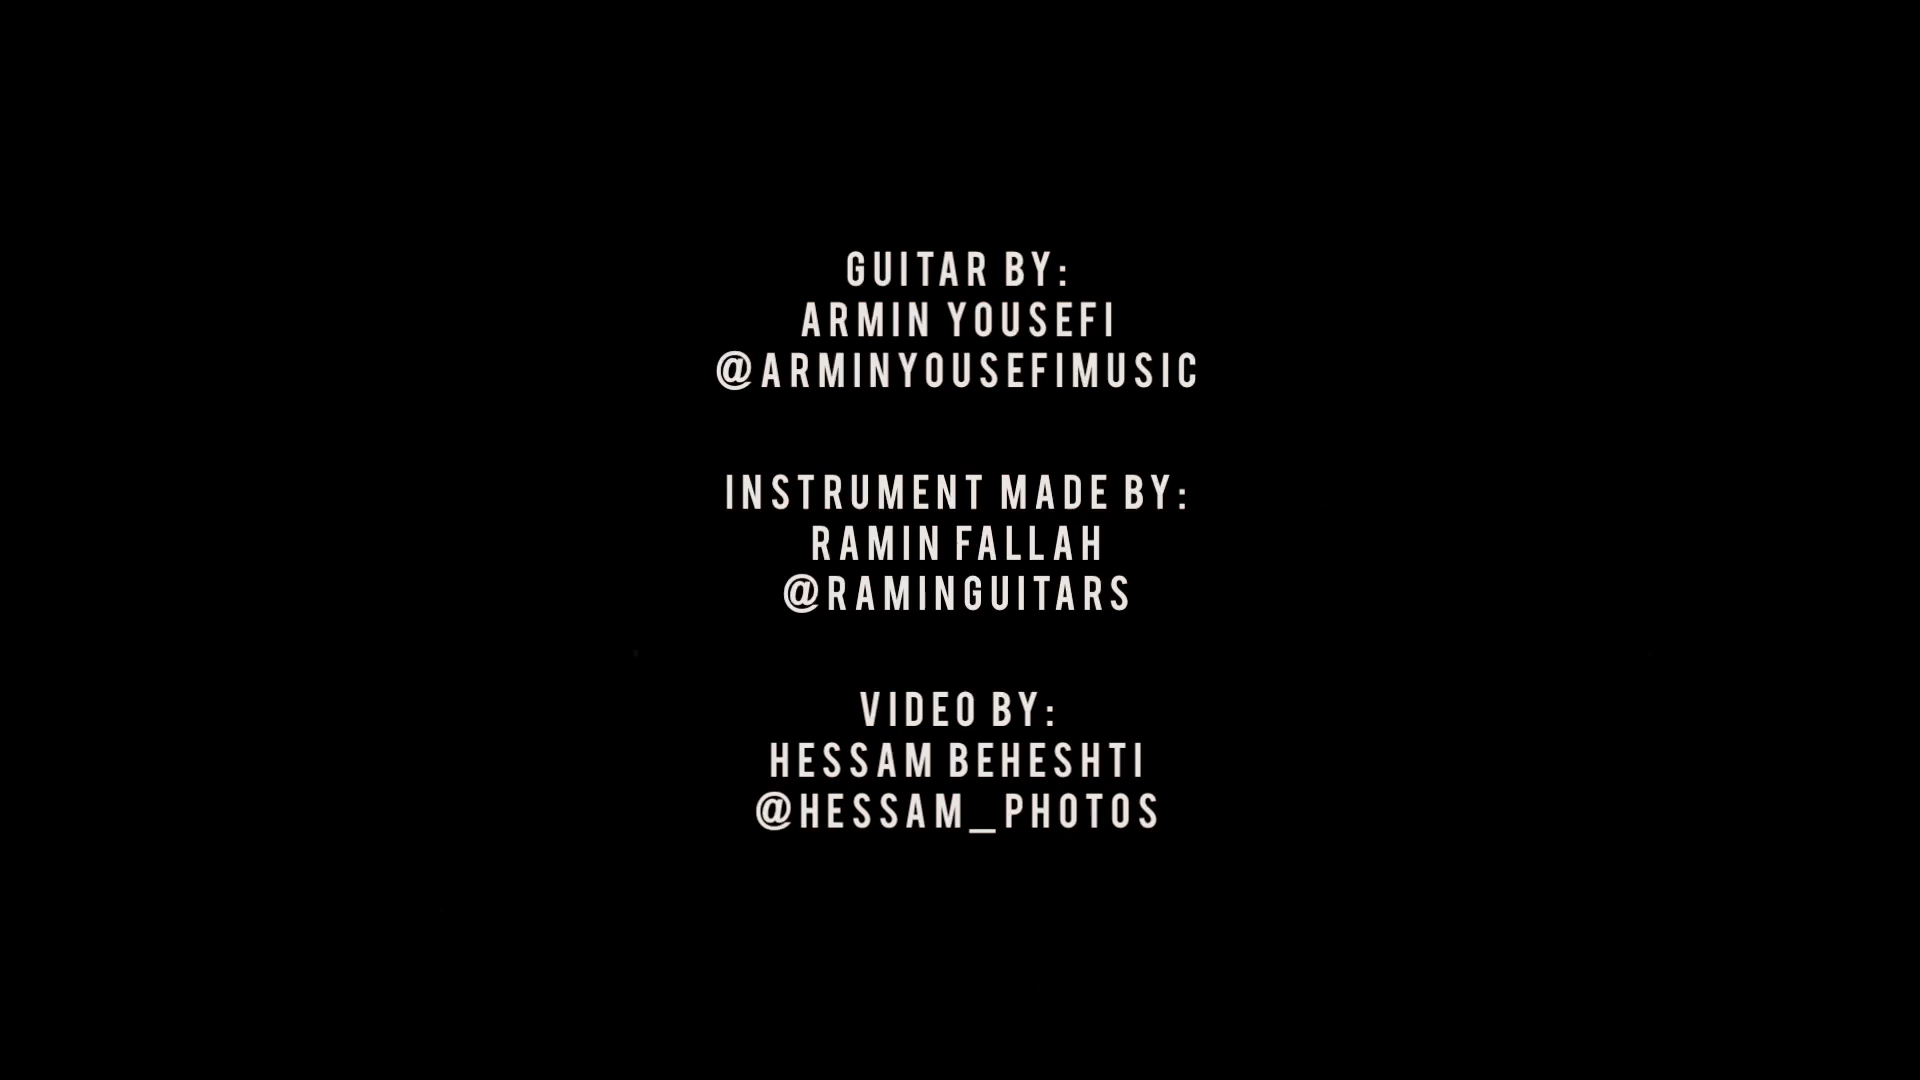 GUITAR BY:
ARMIN YOUSEFI
@ARMINYOUSEFIMUSIC
INSTRUMENT MADE BY:
RAMIN FALLAH
@RAMINGUITARS
VIDEO BY:
HESSAM BEHESHTI
@HESSAM_PHOTOS